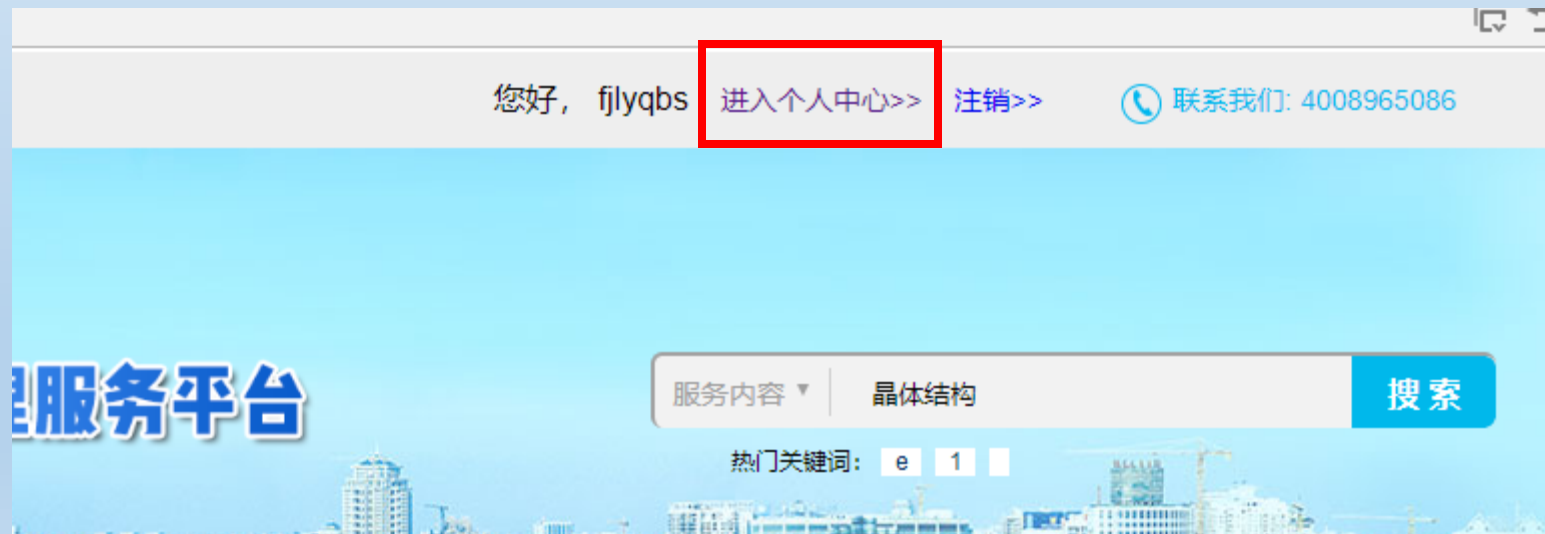 您好， fjlyqbs 进入个人中心>> 注销>> 联系我们: 4008965086
服务平台
服务内容 晶体结构 搜索
热门关键词： e 1